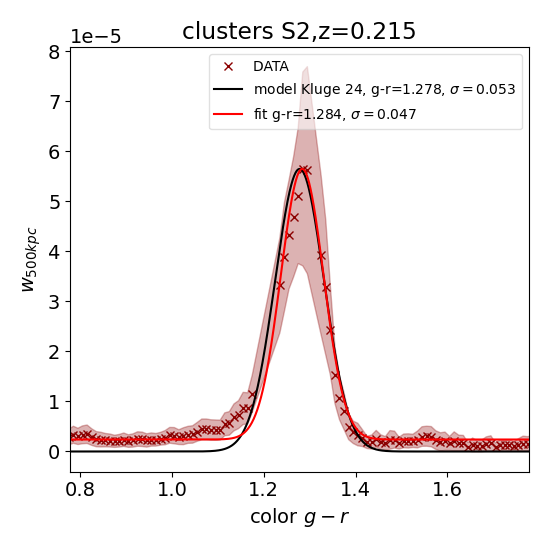 clusters S2,z=0.215
1e−5
DATA
model Kluge 24, g-r=1.278, σ = 0.053
fit g-r=1.284, σ = 0.047
8
7
6
5
4
3
2
1
0
w500kpc
0.8 1.0 1.2 1.4 1.6
color g − r